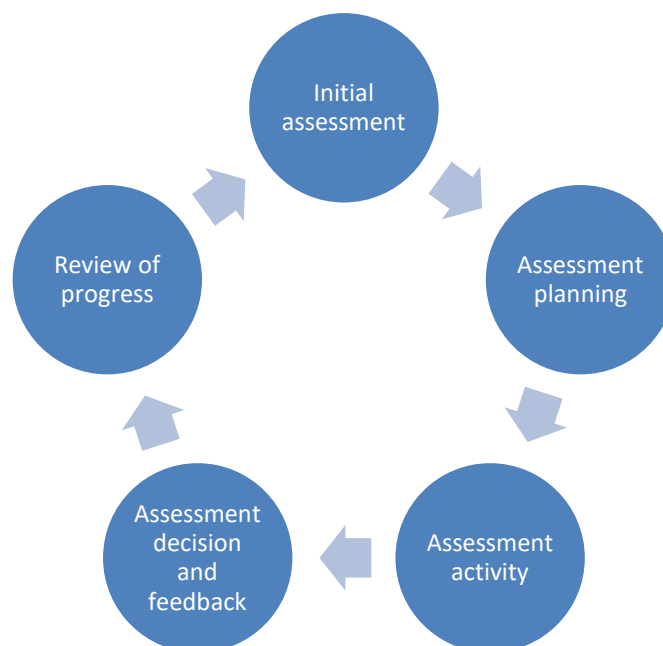 Initial
assessment
Assessment
planning
Assessment
activity
Assessment
decision
and
feedback
Review of
progress